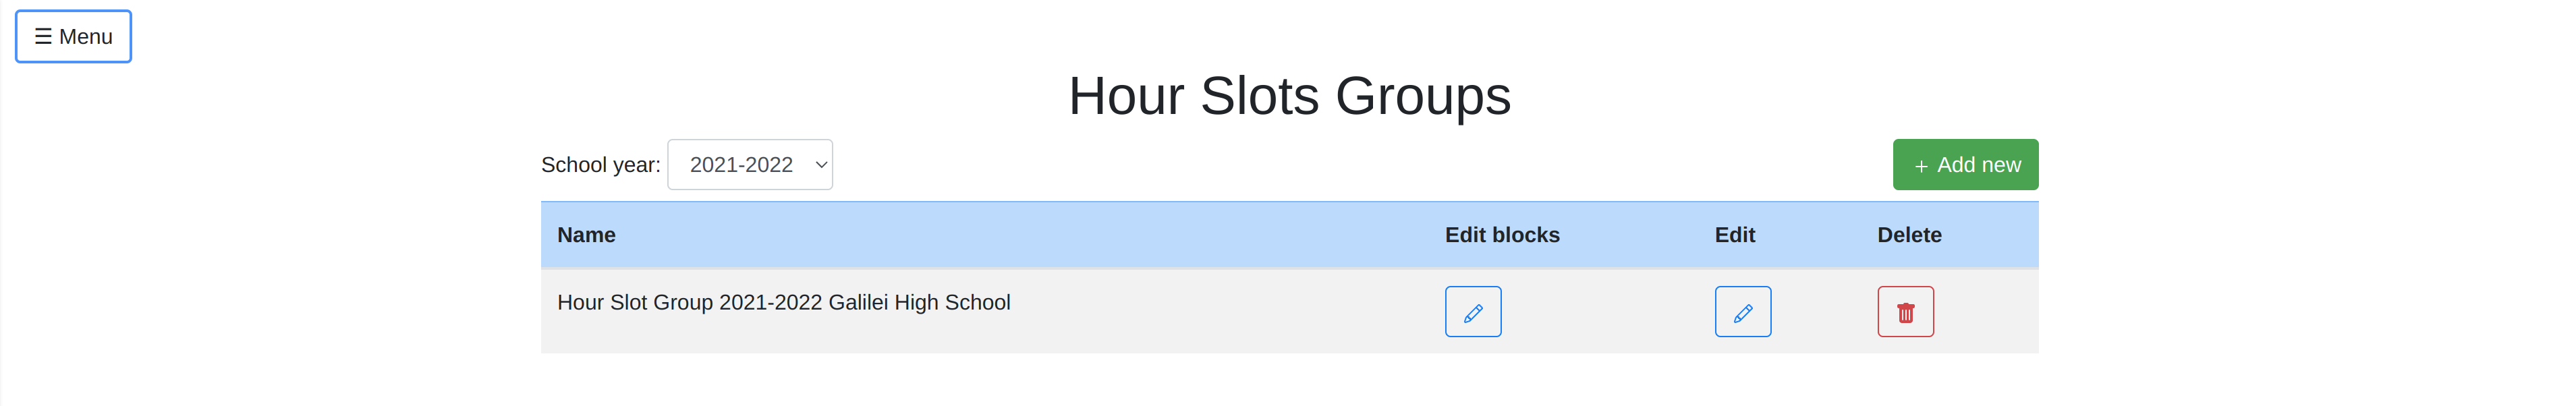 ☰ Menu
Hour Slots Groups
School year: 2021-2022
+ Add new
Name Edit blocks Edit Delete
Hour Slot Group 2021-2022 Galilei High School